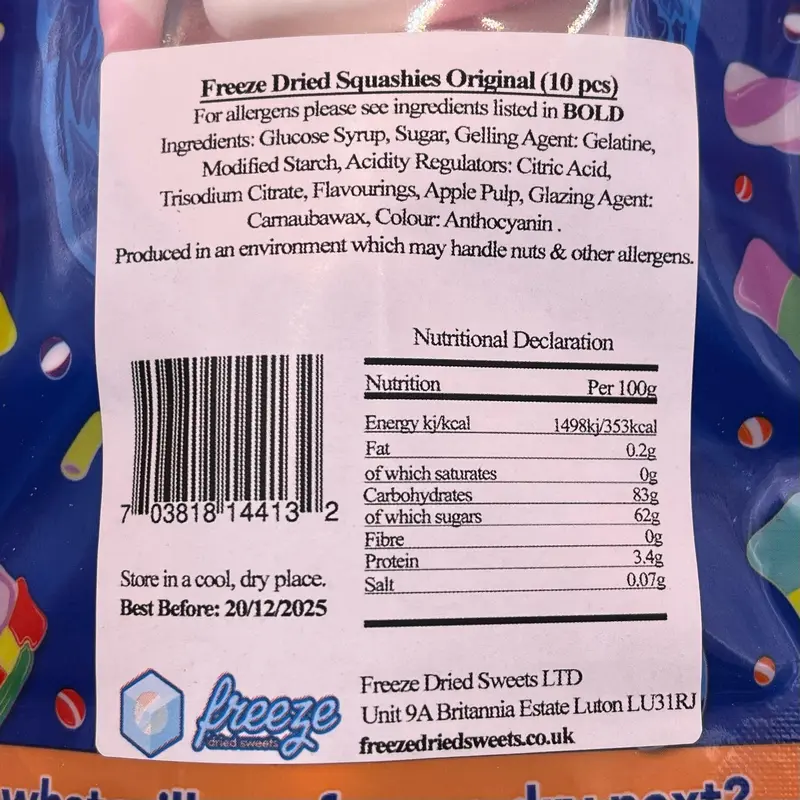 Freeze Dried Squashies Original (10 pcs)
For allergens please see ingredients listed in BOLD
Ingredients: Glucose Syrup, Sugar, Gelling Agent: Gelatine,
Modified Starch, Acidity Regulators: Citric Acid,
Trisodium Citrate, Flavourings, Apple Pulp, Glazing Agent:
Carnaubawax, Colour: Anthocyanin .
Produced in an environment which may handle nuts & other allergens.
Nutritional Declaration
Nutrition Per 100g
Energy kj/kcal 1498kj/353kcal
Fat 0.2g
of which saturates 0g
Carbohydrates 83g
of which sugars 62g
Fibre 0g
Protein 3.4g
Salt 0.07g
7 03818 14413 2
Store in a cool, dry place.
Best Before: 20/12/2025
freeze
dried sweets
Freeze Dried Sweets LTD
Unit 9A Britannia Estate Luton LU31RJ
freezedriedsweets.co.uk
next?